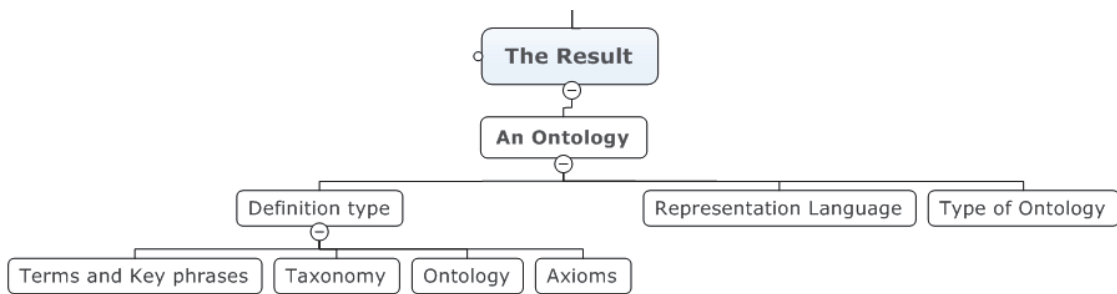 The Result
An Ontology
Definition type
Representation Language
Type of Ontology
Terms and Key phrases
Taxonomy
Ontology
Axioms